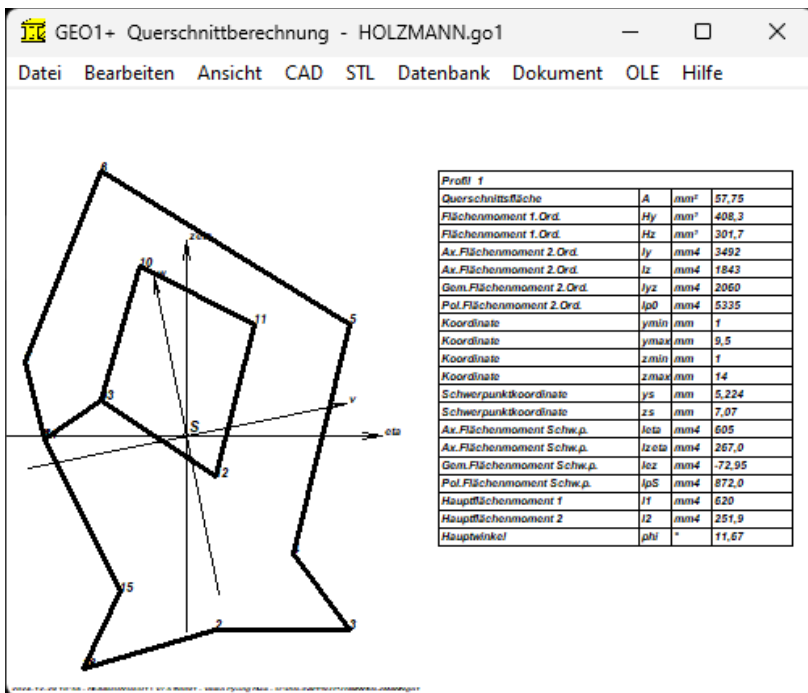 GEO1+ Querschnittberechnung - HOLZMANN.go1
Datei Bearbeiten Ansicht CAD STL Datenbank Dokument OLE Hilfe
Profil 1
Querschnittsfläche A mm² 57,75
Flächenmoment 1.Ord. Hy mm³ 408,3
Flächenmoment 1.Ord. Hz mm³ 301,7
Ax.Flächenmoment 2.Ord. Iy mm4 3492
Ax.Flächenmoment 2.Ord. Iz mm4 1843
Gem.Flächenmoment 2.Ord. Iyz mm4 2060
Pol.Flächenmoment 2.Ord. Ip0 mm4 5335
Koordinate ymin mm 1
Koordinate ymax mm 9,5
Koordinate zmin mm 1
Koordinate zmax mm 14
Schwerpunktkoordinate ys mm 5,224
Schwerpunktkoordinate zs mm 7,07
Ax.Flächenmoment Schw.p. Ieta mm4 605
Ax.Flächenmoment Schw.p. Izeta mm4 267,0
Gem.Flächenmoment Schw.p. Iez mm4 -72,95
Pol.Flächenmoment Schw.p. IpS mm4 872,0
Hauptflächenmoment 1 I1 mm4 620
Hauptflächenmoment 2 I2 mm4 251,9
Hauptwinkel phi ° 11,67
10
11
5
v
S
eta
15
2
3